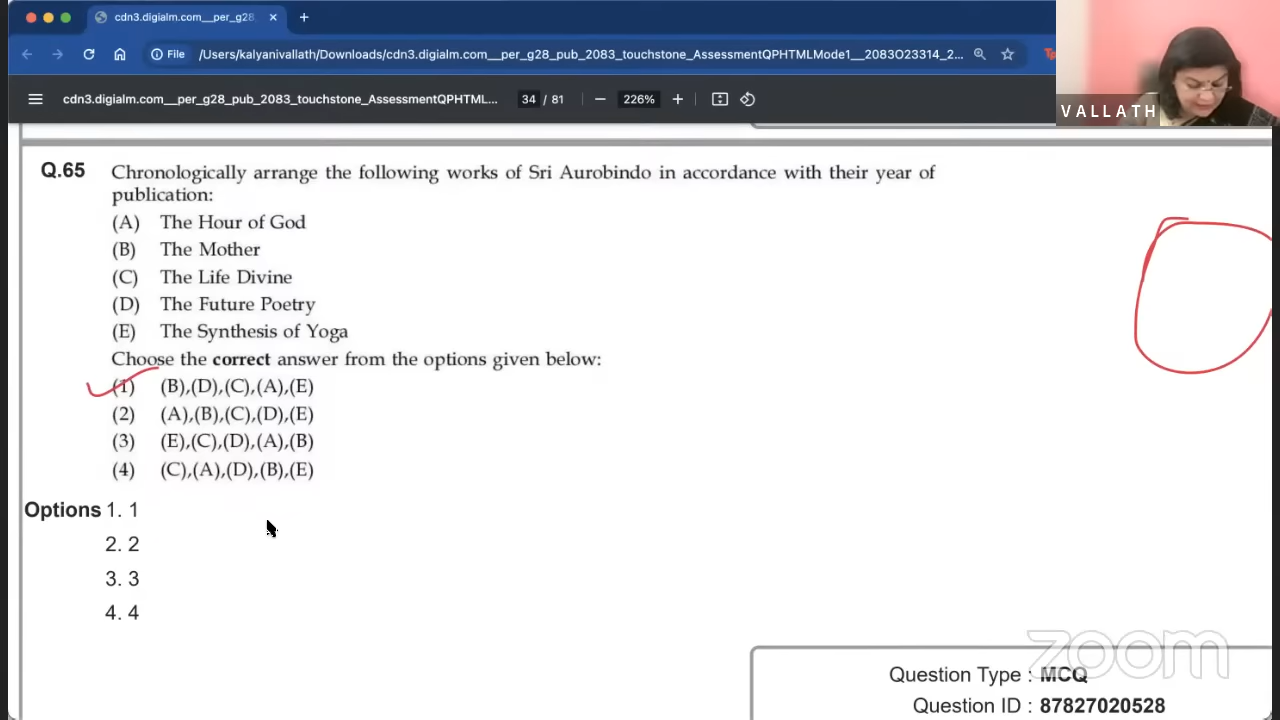 cdn3.digialm.com__per_g28
File
/Users/kalyanivallath/Downloads/cdn3.digialm.com__per_g28_pub_2083_touchstone_AssessmentQPHTMLMode1__2083O23314_2...
cdn3.digialm.com__per_g28_pub_2083_touchstone_AssessmentQPHTML...
34 / 81
226%
VALLATH
Q.65 Chronologically arrange the following works of Sri Aurobindo in accordance with their year of
publication:
(A) The Hour of God
(B) The Mother
(C) The Life Divine
(D) The Future Poetry
(E) The Synthesis of Yoga
Choose the correct answer from the options given below:
(1) (B),(D),(C),(A),(E)
(2) (A),(B),(C),(D),(E)
(3) (E),(C),(D),(A),(B)
(4) (C),(A),(D),(B),(E)
Options 1. 1
2. 2
3. 3
4. 4
zoom
Question Type : MCQ
Question ID : 87827020528